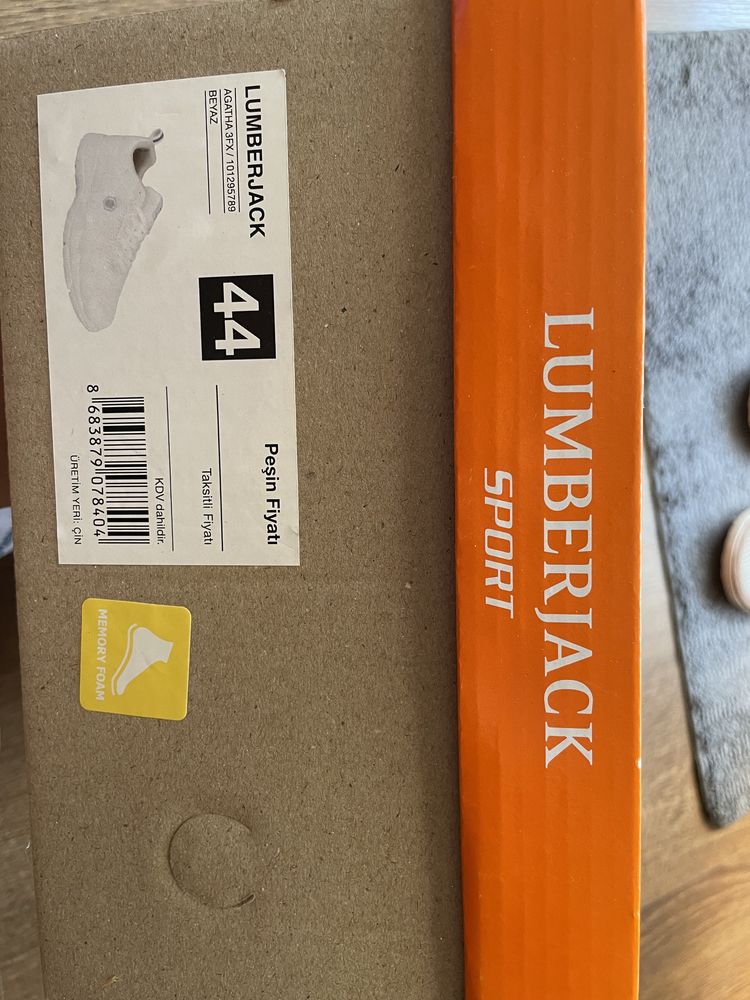 LUMBERJACK
SPORT
LUMBERJACK
AGATHA 3FX / 101295789
BEYAZ
44
Peşin Fiyatı
Taksitli Fiyatı
KDV dahildir.
8 683879 078404
ÜRETİM YERİ: ÇİN
MEMORY FOAM